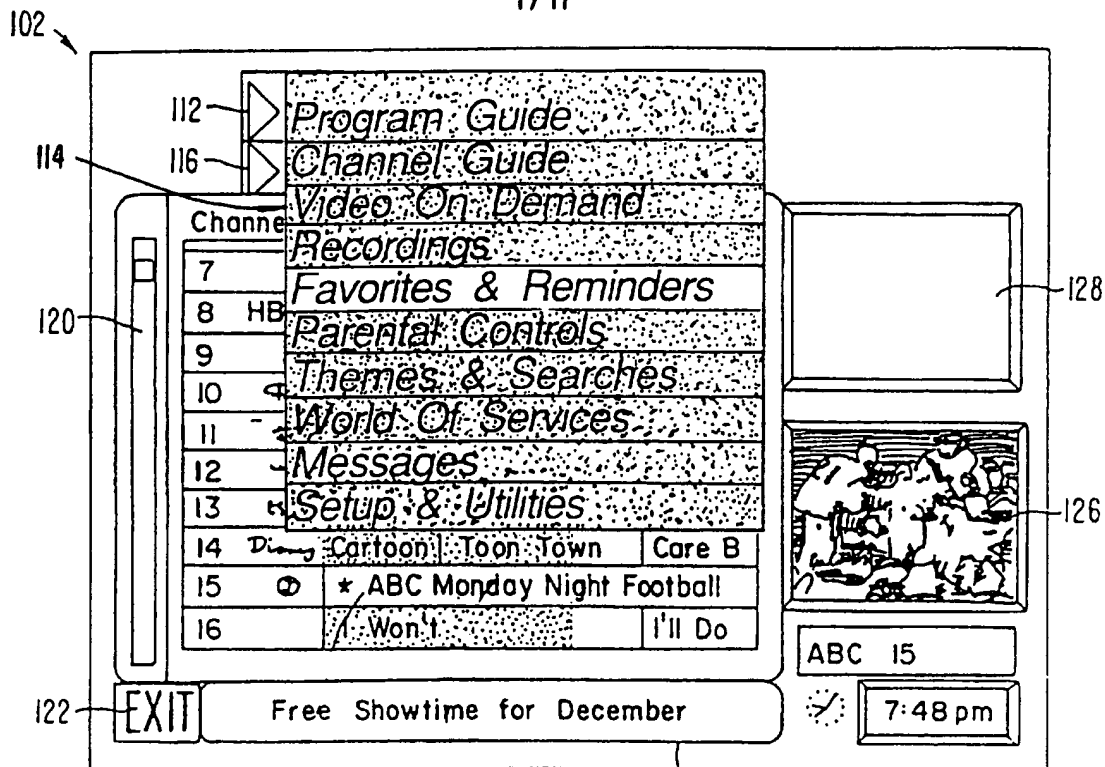 102
112
Program Guide
114
116
Channel Guide
Video On Demand
Channe
Recordings
7
Favorites & Reminders
128
8 HB
Parental Controls
120
9
Themes & Searches
10
World Of Services
11
Messages
12
Setup & Utilities
13
126
14 Disney Cartoon Toon Town Care B
15 * ABC Monday Night Football
16 I Won't I'll Do
ABC 15
122
EXIT
Free Showtime for December
7:48 pm